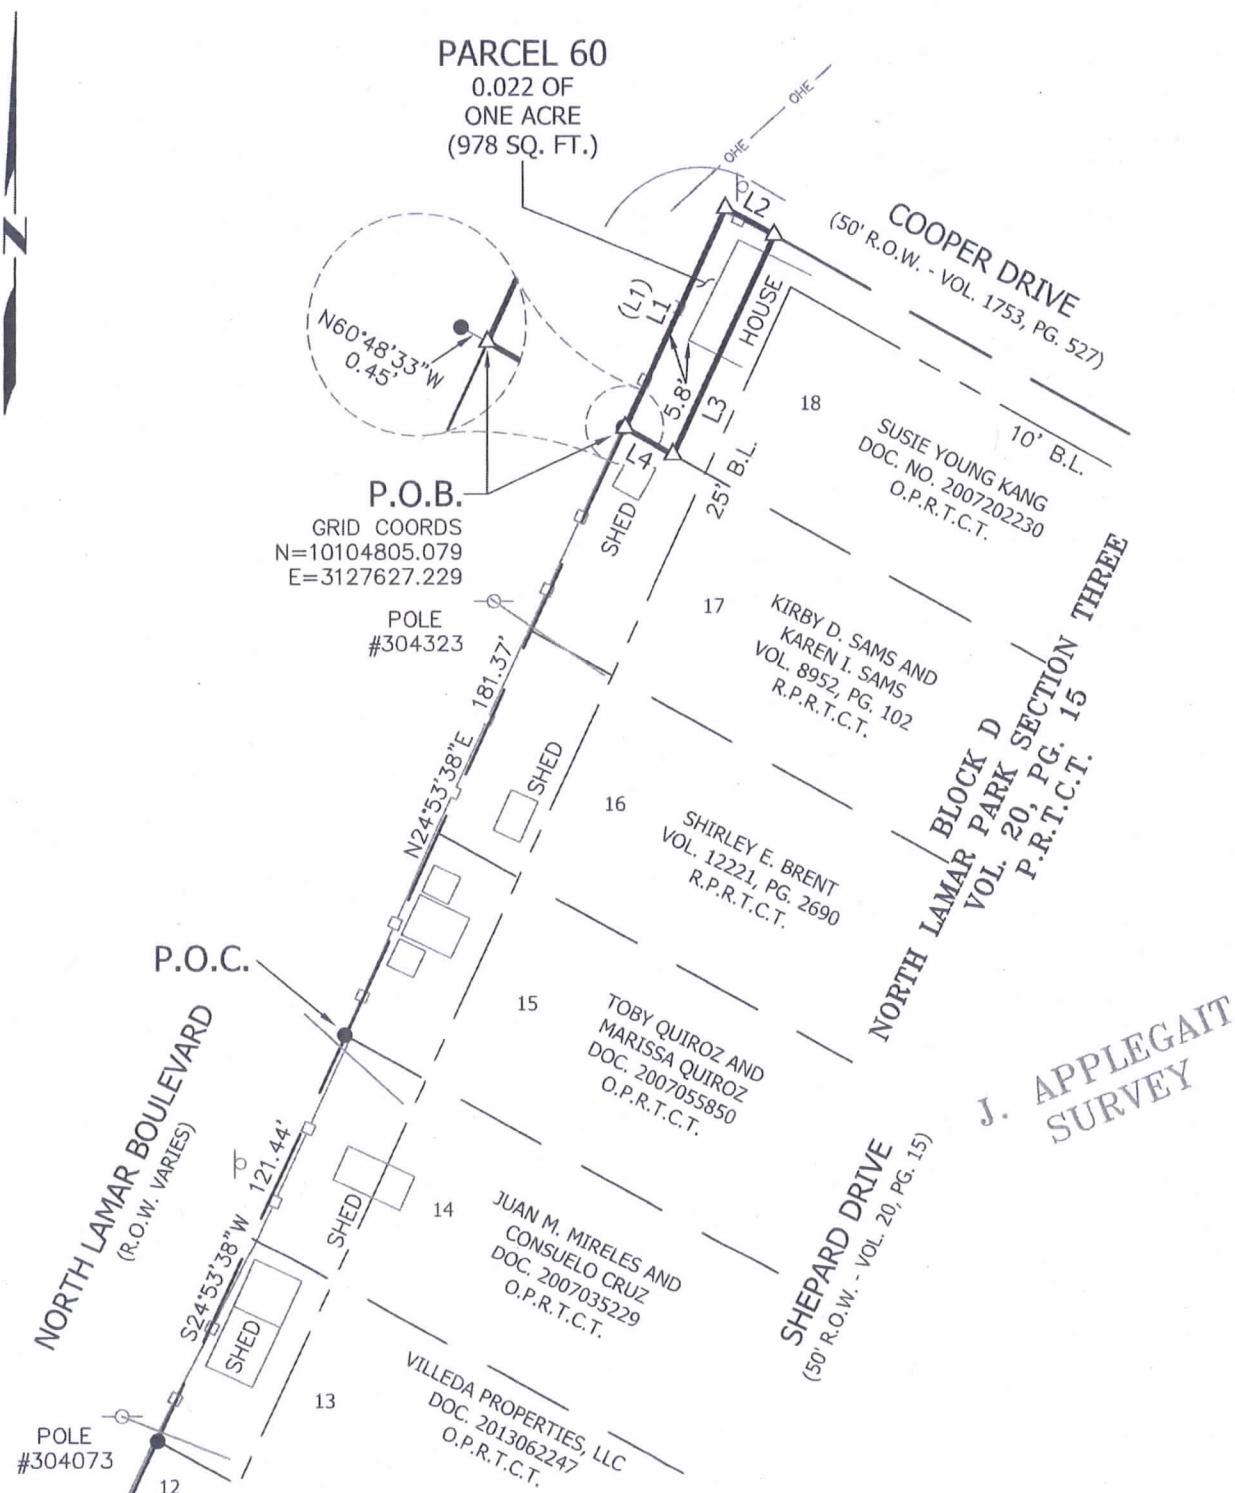 PARCEL 60
0.022 OF
ONE ACRE
(978 SQ. FT.)
OHE
OHE
L2
COOPER DRIVE
(50' R.O.W. - VOL. 1753, PG. 527)
N
(L1)
L1
HOUSE
N60°48'33"W
0.45'
5.8'
L3
L4
18
SUSIE YOUNG KANG
DOC. NO. 2007202230
O.P.R.T.C.T.
10' B.L.
25' B.L.
P.O.B.
GRID COORDS
N=10104805.079
E=3127627.229
SHED
POLE
#304323
17
KIRBY D. SAMS AND
KAREN I. SAMS
VOL. 8952, PG. 102
R.P.R.T.C.T.
N24°53'38"E 181.37'
SHED
16
SHIRLEY E. BRENT
VOL. 12221, PG. 2690
R.P.R.T.C.T.
BLOCK D
NORTH LAMAR PARK SECTION THREE
VOL. 20, PG. 15
P.R.T.C.T.
P.O.C.
15
TOBY QUIROZ AND
MARISSA QUIROZ
DOC. 2007055850
O.P.R.T.C.T.
J. APPLEGAIT
SURVEY
NORTH LAMAR BOULEVARD
(R.O.W. VARIES)
S24°53'38"W 121.44'
SHED
14
JUAN M. MIRELES AND
CONSUELO CRUZ
DOC. 2007035229
O.P.R.T.C.T.
SHEPARD DRIVE
(50' R.O.W. - VOL. 20, PG. 15)
SHED
13
VILLEDA PROPERTIES, LLC
DOC. 2013062247
O.P.R.T.C.T.
POLE
#304073
12